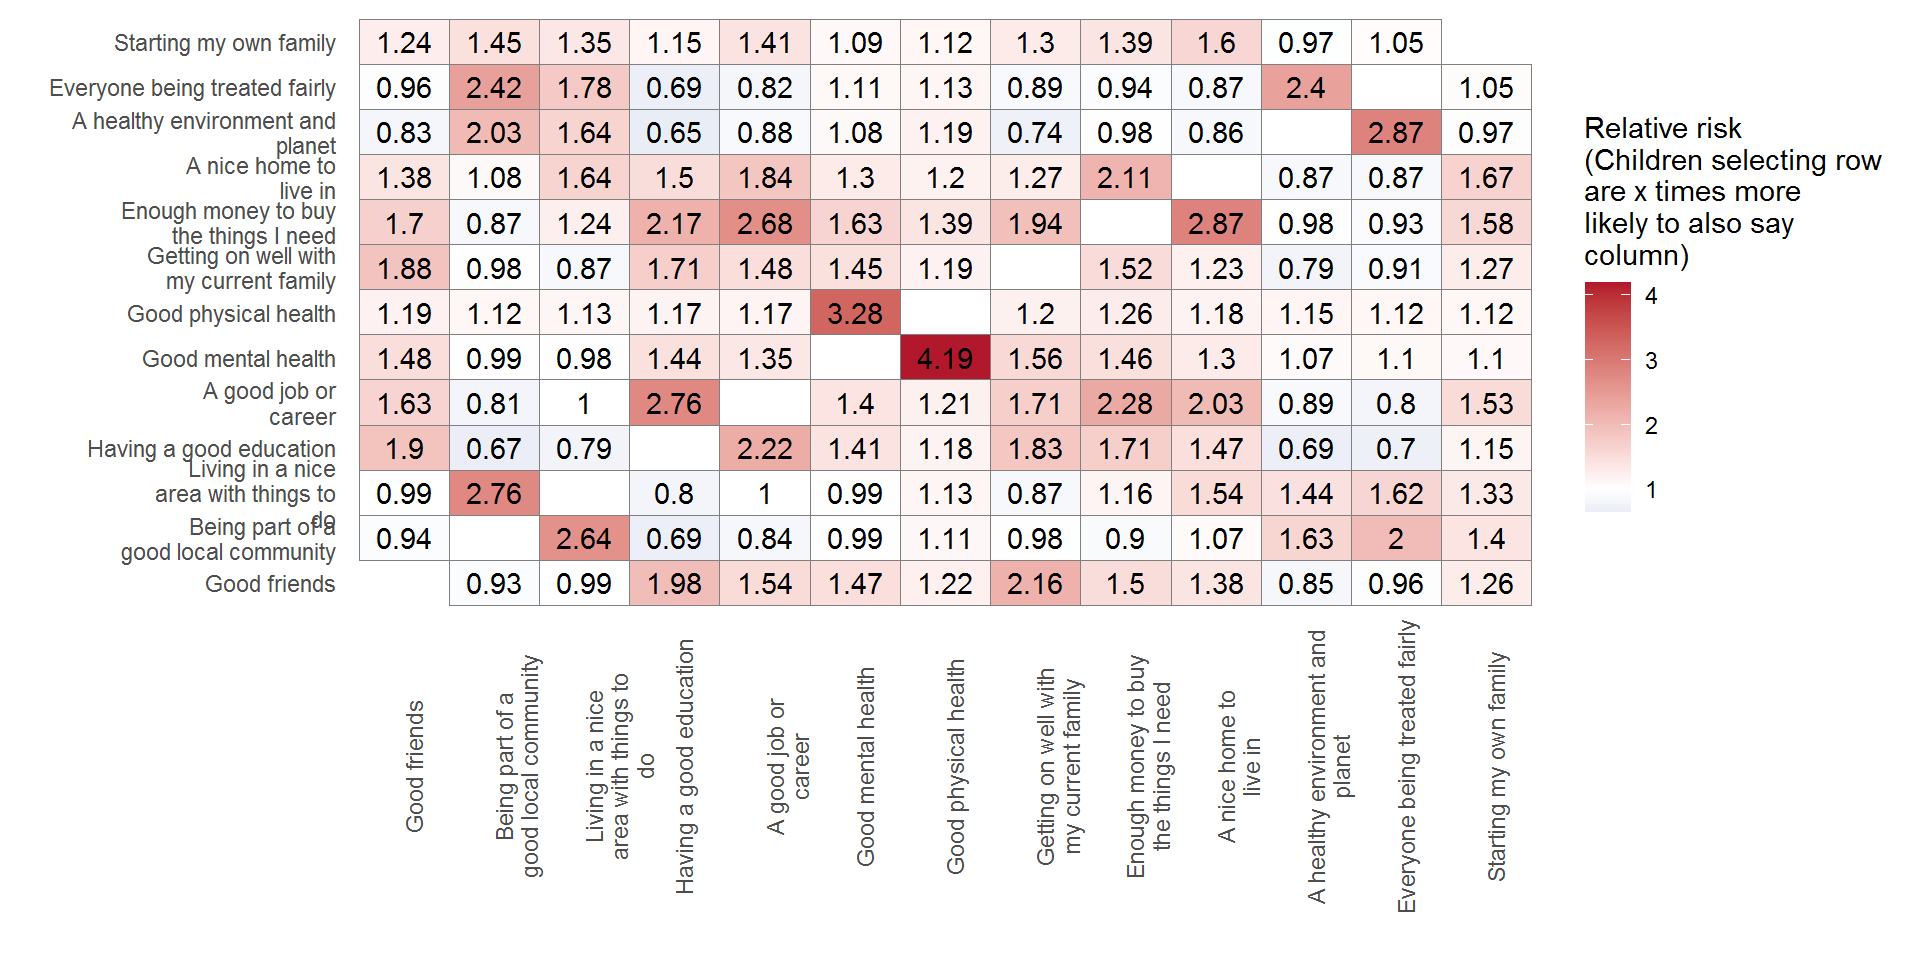 Starting my own family
1.24 1.45 1.35 1.15 1.41 1.09 1.12 1.3 1.39 1.6 0.97 1.05
Everyone being treated fairly
0.96 2.42 1.78 0.69 0.82 1.11 1.13 0.89 0.94 0.87 2.4 1.05
A healthy environment and
planet
0.83 2.03 1.64 0.65 0.88 1.08 1.19 0.74 0.98 0.86 2.87 0.97
A nice home to
live in
1.38 1.08 1.64 1.5 1.84 1.3 1.2 1.27 2.11 0.87 0.87 1.67
Enough money to buy
the things I need
1.7 0.87 1.24 2.17 2.68 1.63 1.39 1.94 2.87 0.98 0.93 1.58
Getting on well with
my current family
1.88 0.98 0.87 1.71 1.48 1.45 1.19 1.52 1.23 0.79 0.91 1.27
Good physical health
1.19 1.12 1.13 1.17 1.17 3.28 1.2 1.26 1.18 1.15 1.12 1.12
Good mental health
1.48 0.99 0.98 1.44 1.35 4.19 1.56 1.46 1.3 1.07 1.1 1.1
A good job or
career
1.63 0.81 1 2.76 1.4 1.21 1.71 2.28 2.03 0.89 0.8 1.53
Having a good education
1.9 0.67 0.79 2.22 1.41 1.18 1.83 1.71 1.47 0.69 0.7 1.15
Living in a nice
area with things to
do
0.99 2.76 0.8 1 0.99 1.13 0.87 1.16 1.54 1.44 1.62 1.33
Being part of a
good local community
0.94 2.64 0.69 0.84 0.99 1.11 0.98 0.9 1.07 1.63 2 1.4
Good friends
0.93 0.99 1.98 1.54 1.47 1.22 2.16 1.5 1.38 0.85 0.96 1.26
Good friends
Being part of a
good local community
Living in a nice
area with things to
do
Having a good education
A good job or
career
Good mental health
Good physical health
Getting on well with
my current family
Enough money to buy
the things I need
A nice home to
live in
A healthy environment and
planet
Everyone being treated fairly
Starting my own family
Relative risk
(Children selecting row
are x times more
likely to also say
column)
4
3
2
1